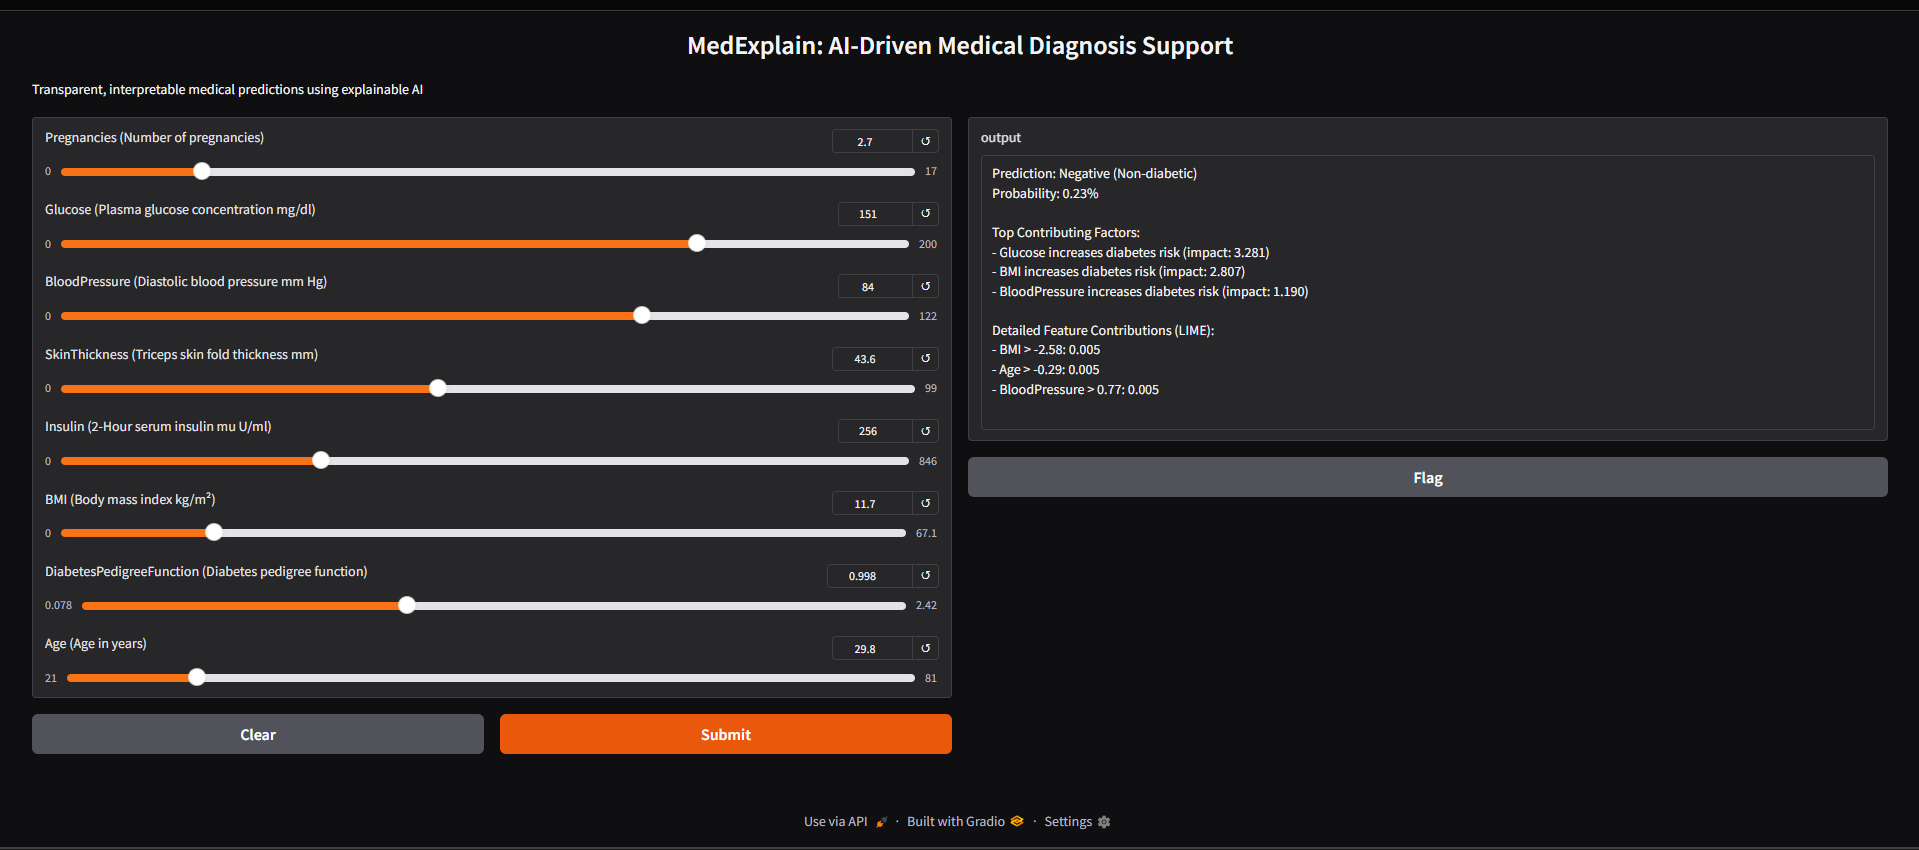 MedExplain: AI-Driven Medical Diagnosis Support
Transparent, interpretable medical predictions using explainable AI
Pregnancies (Number of pregnancies)
2.7 ↺
0 17
Glucose (Plasma glucose concentration mg/dl)
151 ↺
0 200
BloodPressure (Diastolic blood pressure mm Hg)
84 ↺
0 122
SkinThickness (Triceps skin fold thickness mm)
43.6 ↺
0 99
Insulin (2-Hour serum insulin mu U/ml)
256 ↺
0 846
BMI (Body mass index kg/m²)
11.7 ↺
0 67.1
DiabetesPedigreeFunction (Diabetes pedigree function)
0.998 ↺
0.078 2.42
Age (Age in years)
29.8 ↺
21 81
Clear
Submit
output
Prediction: Negative (Non-diabetic)
Probability: 0.23%
Top Contributing Factors:
- Glucose increases diabetes risk (impact: 3.281)
- BMI increases diabetes risk (impact: 2.807)
- BloodPressure increases diabetes risk (impact: 1.190)
Detailed Feature Contributions (LIME):
- BMI > -2.58: 0.005
- Age > -0.29: 0.005
- BloodPressure > 0.77: 0.005
Flag
Use via API · Built with Gradio · Settings